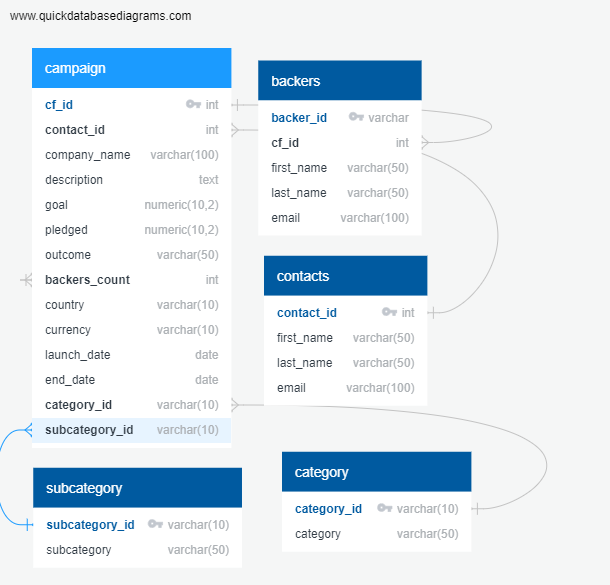 www.quickdatabasediagrams.com
campaign
cf_id int
contact_id int
company_name varchar(100)
description text
goal numeric(10,2)
pledged numeric(10,2)
outcome varchar(50)
backers_count int
country varchar(10)
currency varchar(10)
launch_date date
end_date date
category_id varchar(10)
subcategory_id varchar(10)
backers
backer_id varchar
cf_id int
first_name varchar(50)
last_name varchar(50)
email varchar(100)
contacts
contact_id int
first_name varchar(50)
last_name varchar(50)
email varchar(100)
subcategory
subcategory_id varchar(10)
subcategory varchar(50)
category
category_id varchar(10)
category varchar(50)